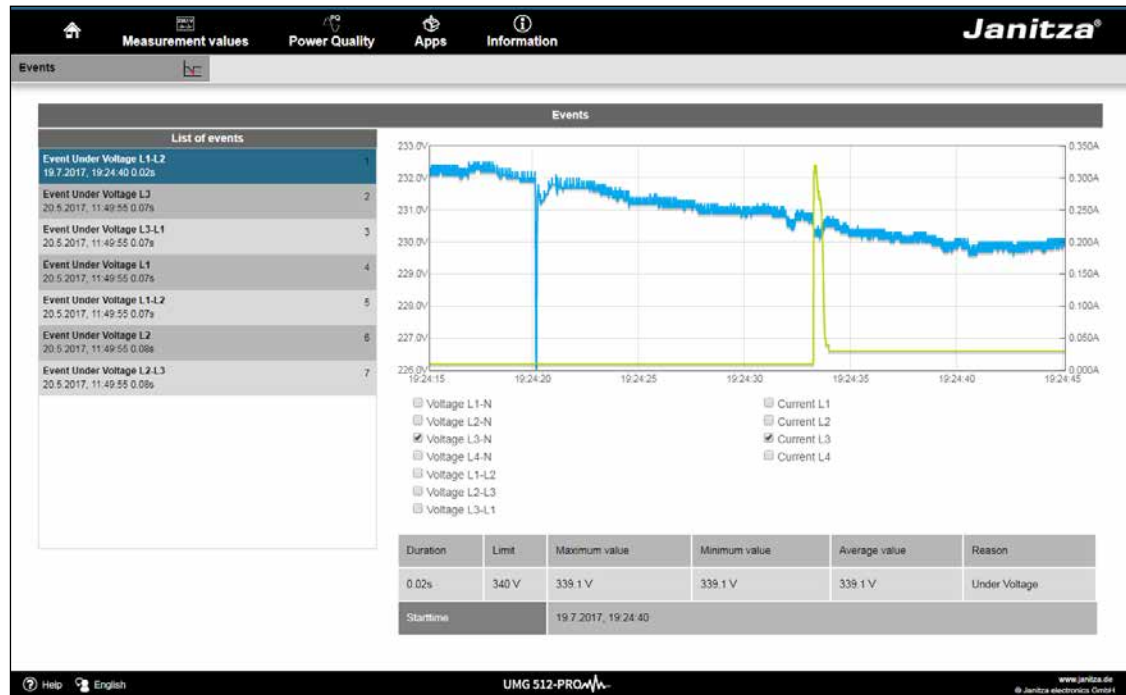 230.1 V
PQ
Measurement values
Power Quality
Apps
Information
Janitza®
Events
Events
List of events
Event Under Voltage L1-L2 1
19.7.2017, 19:24:40 0.02s
Event Under Voltage L3 2
20.5.2017, 11:49:55 0.07s
Event Under Voltage L3-L1 3
20.5.2017, 11:49:55 0.07s
Event Under Voltage L1 4
20.5.2017, 11:49:55 0.07s
Event Under Voltage L1-L2 5
20.5.2017, 11:49:55 0.07s
Event Under Voltage L2 6
20.5.2017, 11:49:55 0.08s
Event Under Voltage L2-L3 7
20.5.2017, 11:49:55 0.08s
233.0V 0.350A
232.0V 0.300A
231.0V 0.250A
230.0V 0.200A
229.0V 0.150A
228.0V 0.100A
227.0V 0.050A
226.0V 0.000A
19:24:15 19:24:20 19:24:25 19:24:30 19:24:35 19:24:40 19:24:45
Voltage L1-N Current L1
Voltage L2-N Current L2
Voltage L3-N Current L3
Voltage L4-N Current L4
Voltage L1-L2
Voltage L2-L3
Voltage L3-L1
Duration Limit Maximum value Minimum value Average value Reason
0.02s 340 V 339.1 V 339.1 V 339.1 V Under Voltage
Starttime 19.7.2017, 19:24:40
? Help English UMG 512-PRO
www.janitza.de
© Janitza electronics GmbH